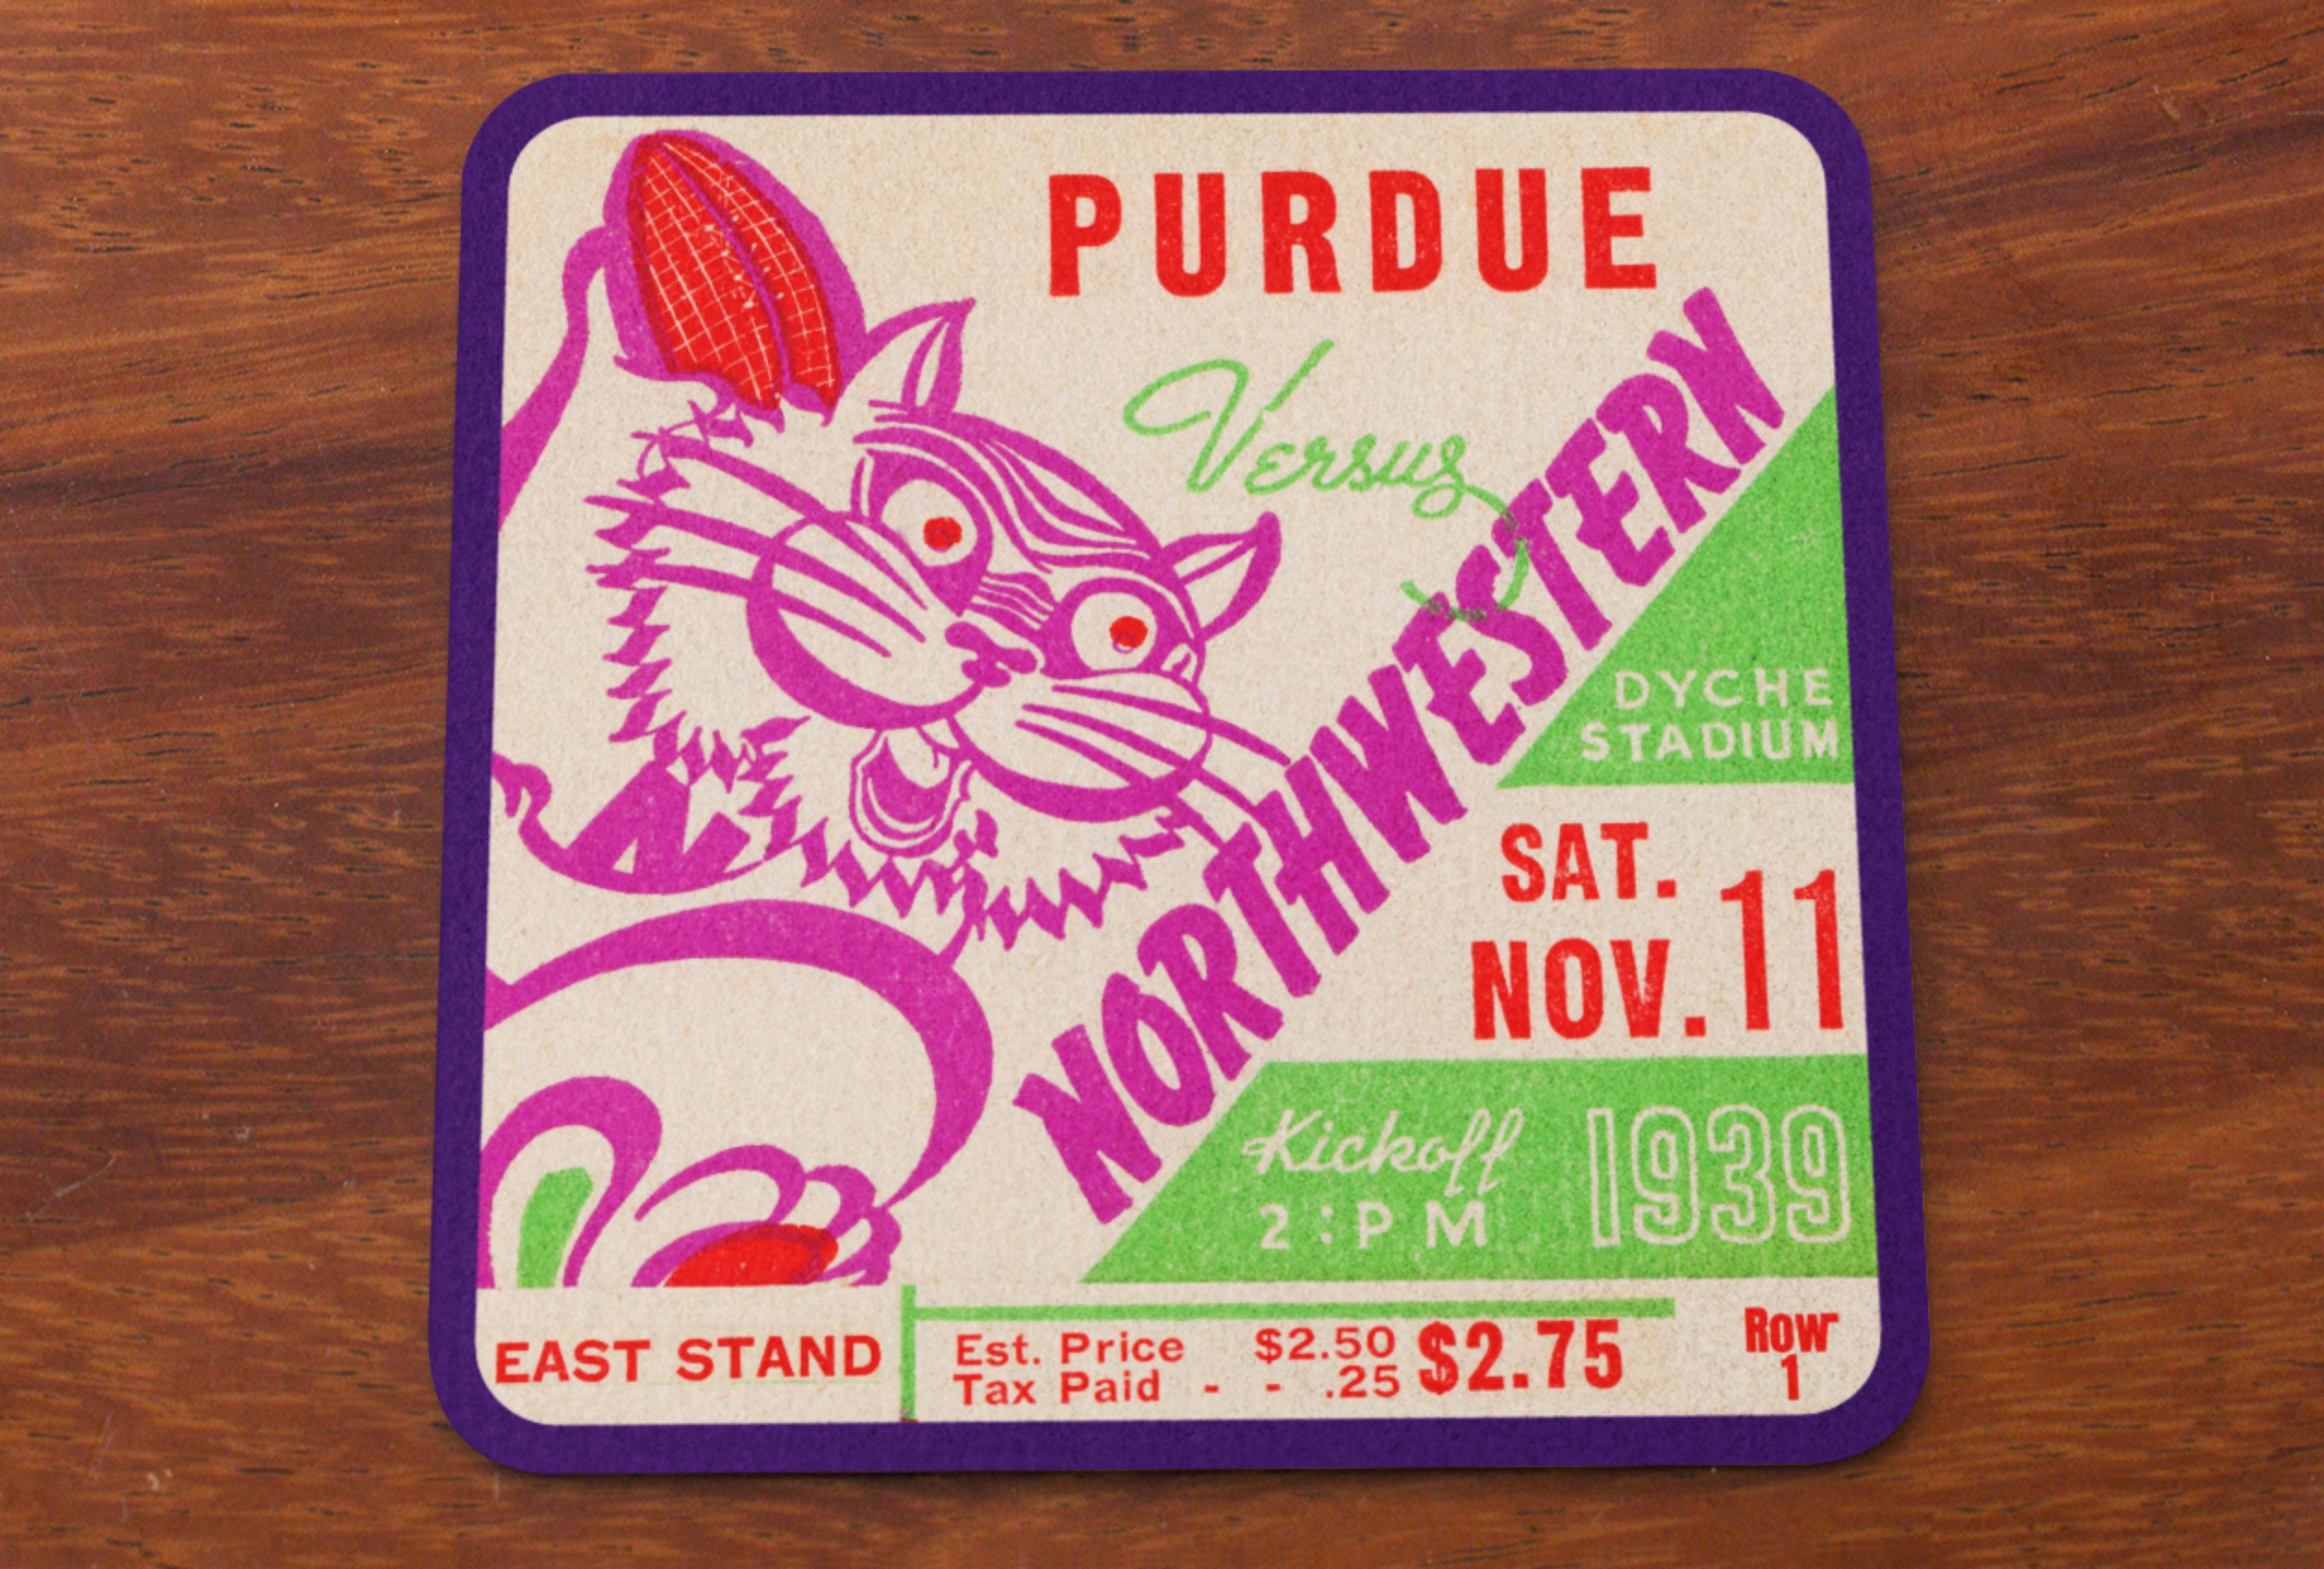 PURDUE
Versus
NORTHWESTERN
DYCHE
STADIUM
SAT.
NOV. 11
Kickoff
2:PM
1939
EAST STAND
Est. Price $2.50
Tax Paid - - .25
$2.75
Row
1